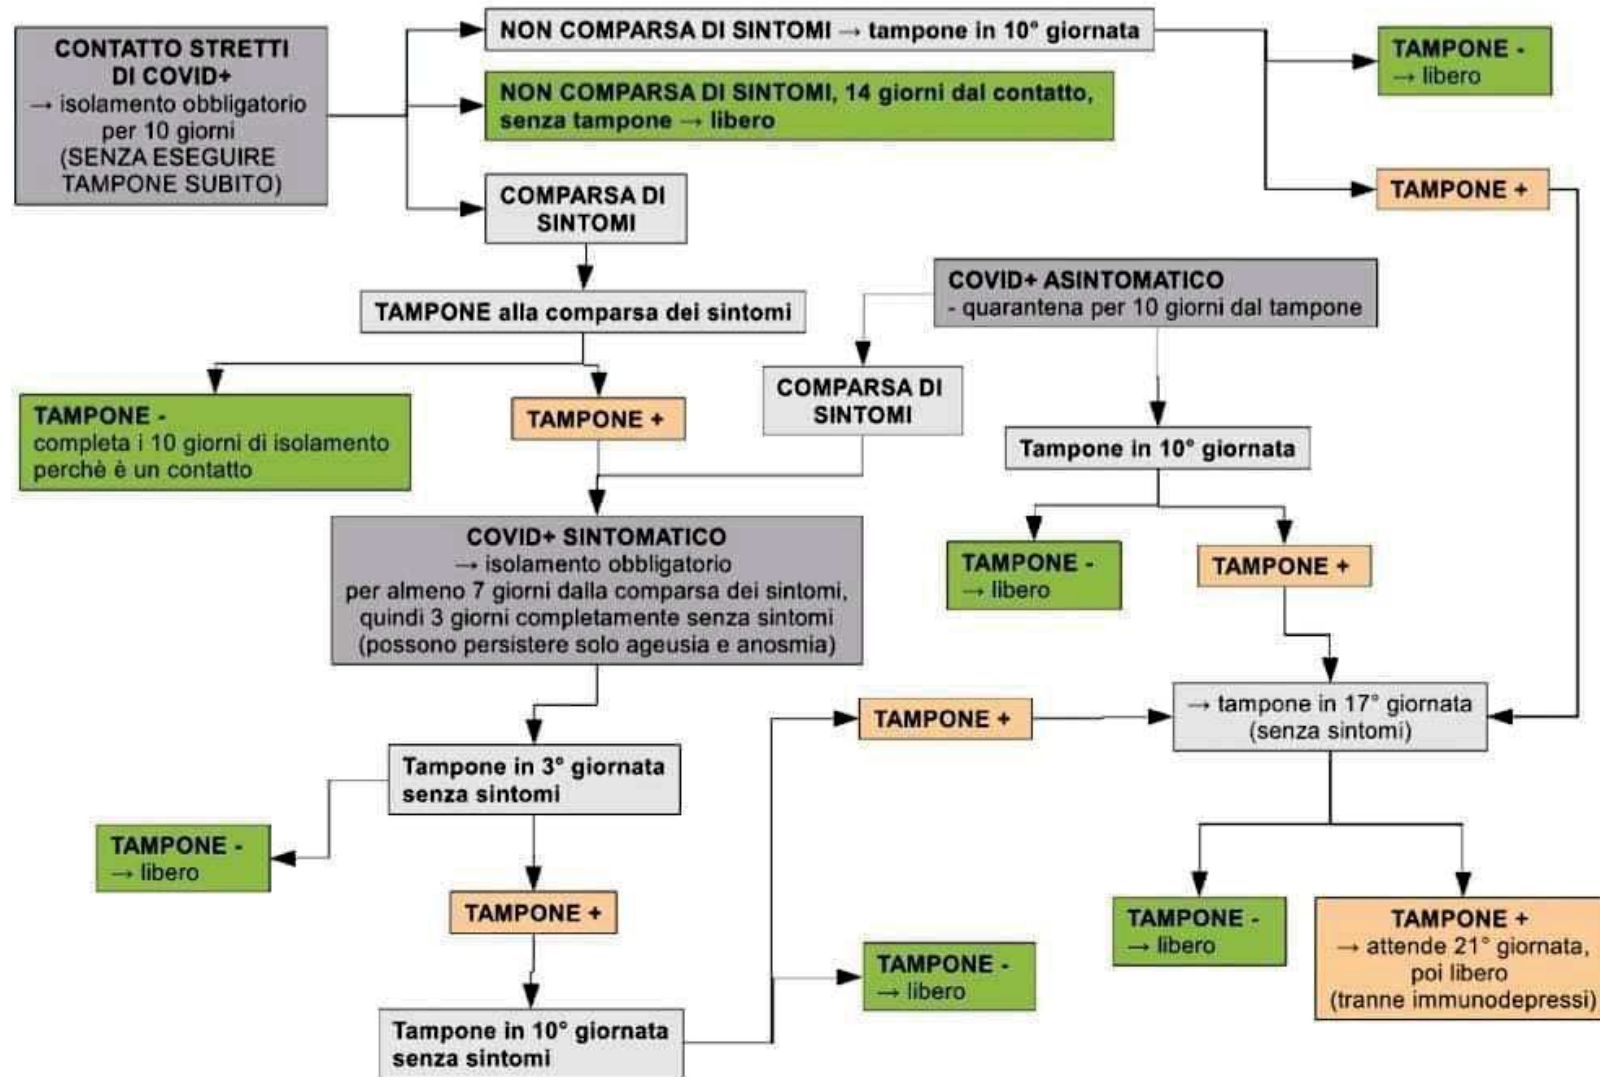 CONTATTO STRETTI
DI COVID+
→ isolamento obbligatorio
per 10 giorni
(SENZA ESEGUIRE
TAMPONE SUBITO)
NON COMPARSA DI SINTOMI → tampone in 10° giornata
TAMPONE -
→ libero
NON COMPARSA DI SINTOMI, 14 giorni dal contatto,
senza tampone → libero
TAMPONE +
COMPARSA DI
SINTOMI
TAMPONE alla comparsa dei sintomi
COVID+ ASINTOMATICO
- quarantena per 10 giorni dal tampone
TAMPONE -
completa i 10 giorni di isolamento
perchè è un contatto
TAMPONE +
COMPARSA DI
SINTOMI
Tampone in 10° giornata
COVID+ SINTOMATICO
→ isolamento obbligatorio
per almeno 7 giorni dalla comparsa dei sintomi,
quindi 3 giorni completamente senza sintomi
(possono persistere solo ageusia e anosmia)
TAMPONE -
→ libero
TAMPONE +
TAMPONE +
→ tampone in 17° giornata
(senza sintomi)
Tampone in 3° giornata
senza sintomi
TAMPONE -
→ libero
TAMPONE +
TAMPONE -
→ libero
TAMPONE +
→ attende 21° giornata,
poi libero
(tranne immunodepressi)
TAMPONE -
→ libero
Tampone in 10° giornata
senza sintomi